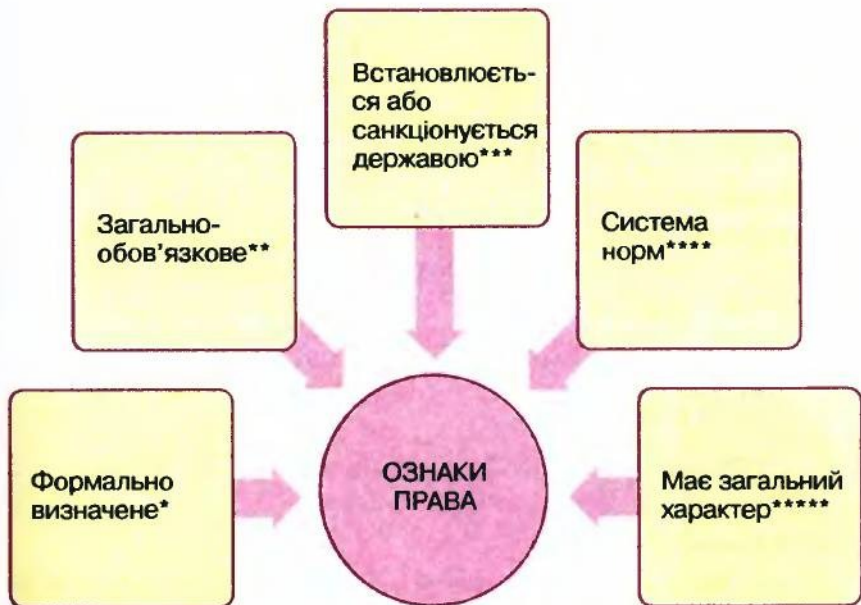 Встановлюєть-
ся або
санкціонується
державою***
Загально-
обов’язкове**
Система
норм****
Формально
визначене*
ОЗНАКИ
ПРАВА
Має загальний
характер*****